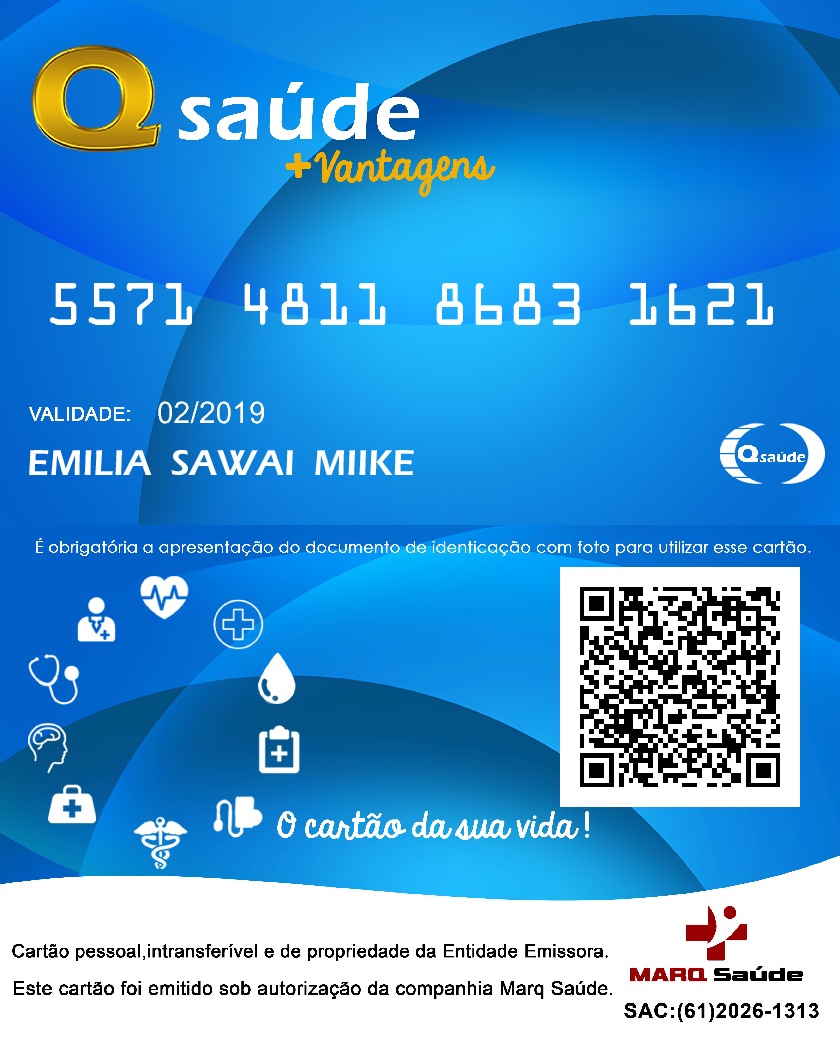 Q saúde
+Vantagens
5571 4811 8683 1621
VALIDADE: 02/2019
EMILIA SAWAI MIIKE
Qsaúde
É obrigatória a apresentação do documento de identicação com foto para utilizar esse cartão.
O cartão da sua vida !
Cartão pessoal,intransferível e de propriedade da Entidade Emissora.
Este cartão foi emitido sob autorização da companhia Marq Saúde.
MARQ Saúde
SAC:(61)2026-1313